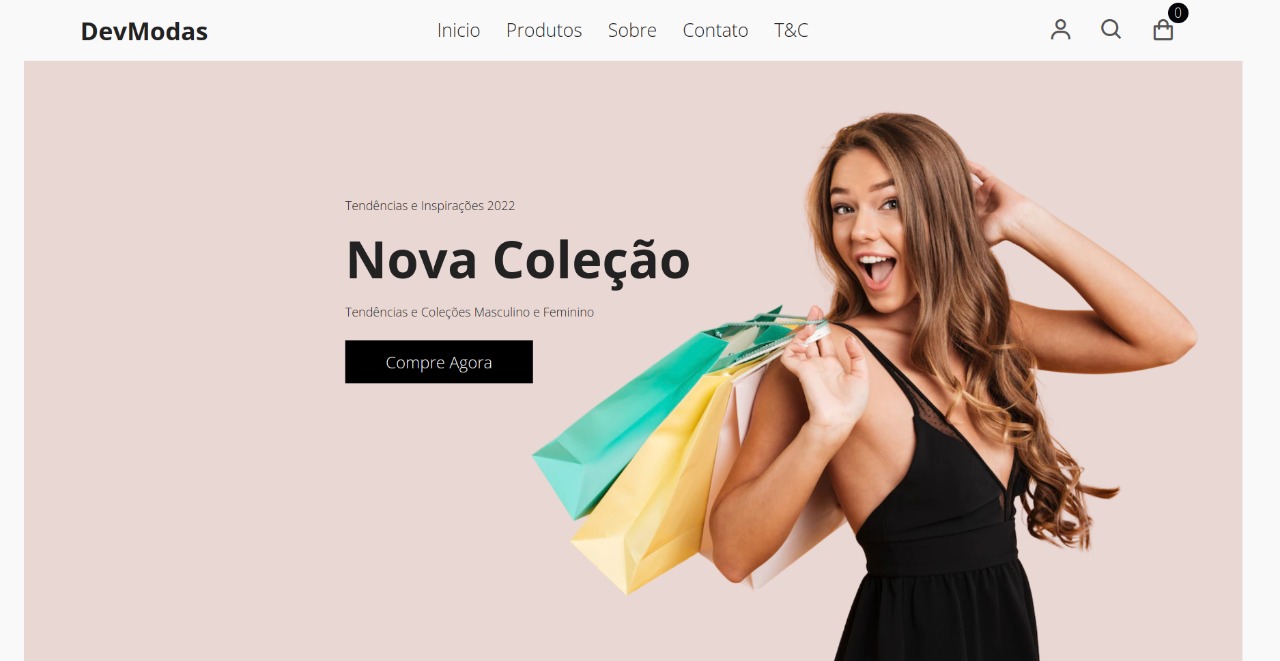 DevModas
Inicio Produtos Sobre Contato T&C
0
Tendências e Inspirações 2022
Nova Coleção
Tendências e Coleções Masculino e Feminino
Compre Agora